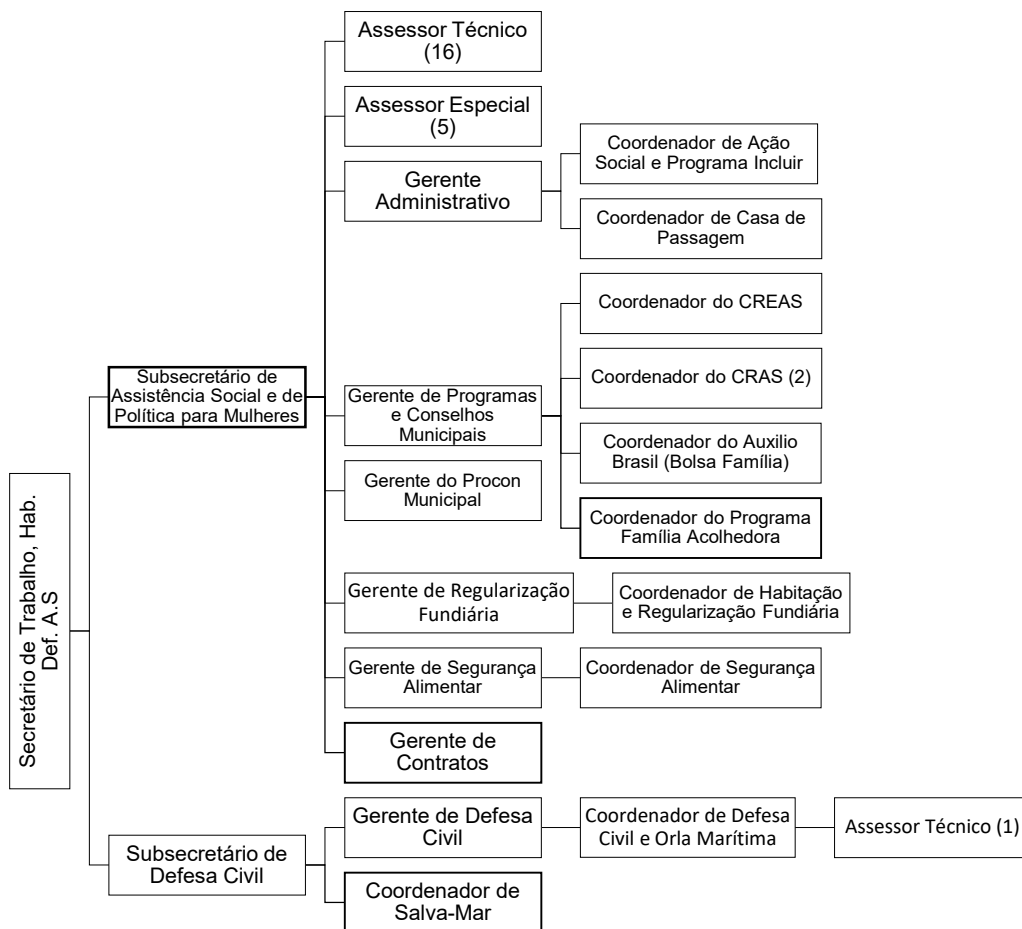 Assessor Técnico
(16)
Assessor Especial
(5)
Gerente
Administrativo
Coordenador de Ação
Social e Programa Incluir
Coordenador de Casa de
Passagem
Coordenador do CREAS
Coordenador do CRAS (2)
Coordenador do Auxilio
Brasil (Bolsa Família)
Coordenador do Programa
Família Acolhedora
Subsecretário de
Assistência Social e de
Política para Mulheres
Gerente de Programas
e Conselhos
Municipais
Gerente do Procon
Municipal
Gerente de Regularização
Fundiária
Coordenador de Habitação
e Regularização Fundiária
Gerente de Segurança
Alimentar
Coordenador de Segurança
Alimentar
Gerente de
Contratos
Secretário de Trabalho, Hab.
Def. A.S
Subsecretário de
Defesa Civil
Gerente de Defesa
Civil
Coordenador de Defesa
Civil e Orla Marítima
Assessor Técnico (1)
Coordenador de
Salva-Mar